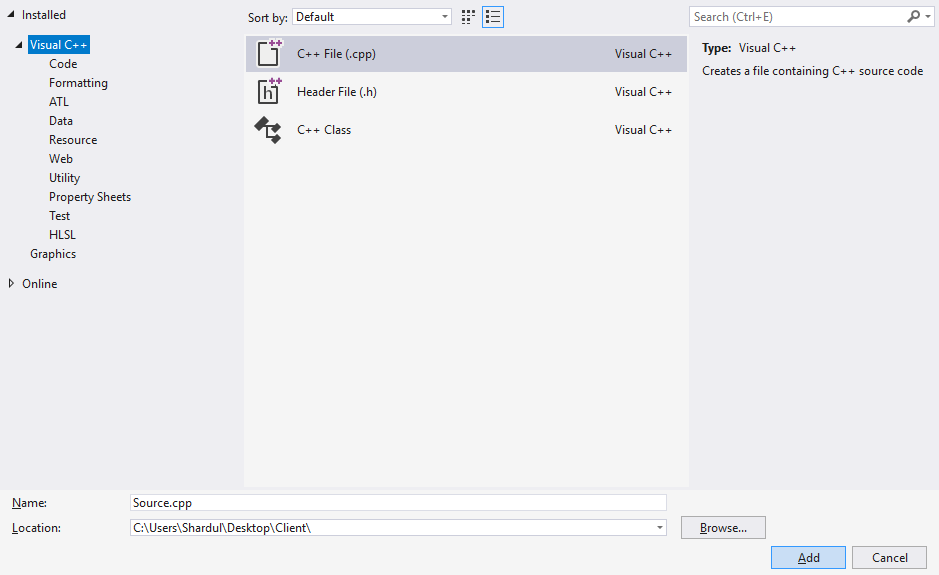 Installed
Sort by: Default
Search (Ctrl+E)
Visual C++
Code
Formatting
ATL
Data
Resource
Web
Utility
Property Sheets
Test
HLSL
Graphics
Online
C++ File (.cpp) Visual C++
Header File (.h) Visual C++
C++ Class Visual C++
Type: Visual C++
Creates a file containing C++ source code
Name: Source.cpp
Location: C:\Users\Shardul\Desktop\Client\
Browse...
Add Cancel